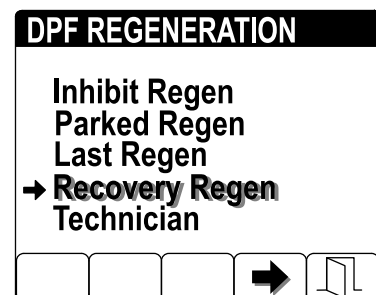 DPF REGENERATION
Inhibit Regen
Parked Regen
Last Regen
Recovery Regen
Technician